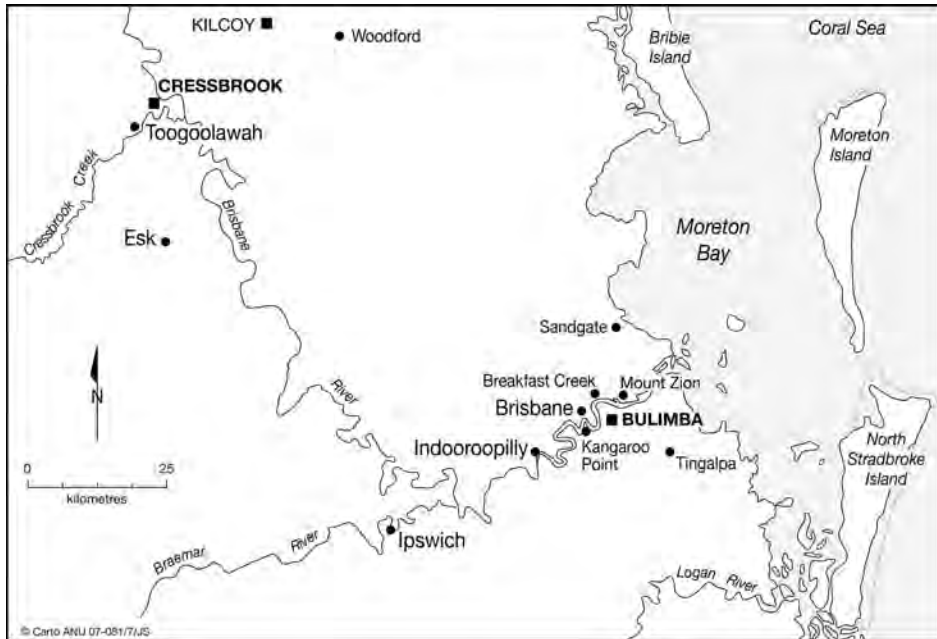 KILCOY
Woodford
Bribie
Island
Coral Sea
CRESSBROOK
Toogoolawah
Moreton
Island
Cressbrook Creek
Brisbane
River
Esk
Moreton
Bay
Sandgate
N
Breakfast Creek
Mount Zion
Brisbane
BULIMBA
Indooroopilly
Kangaroo
Point
Tingalpa
North
Stradbroke
Island
0 25
kilometres
Ipswich
Braemar River
Logan River
© Carto ANU 07-081/7/JS